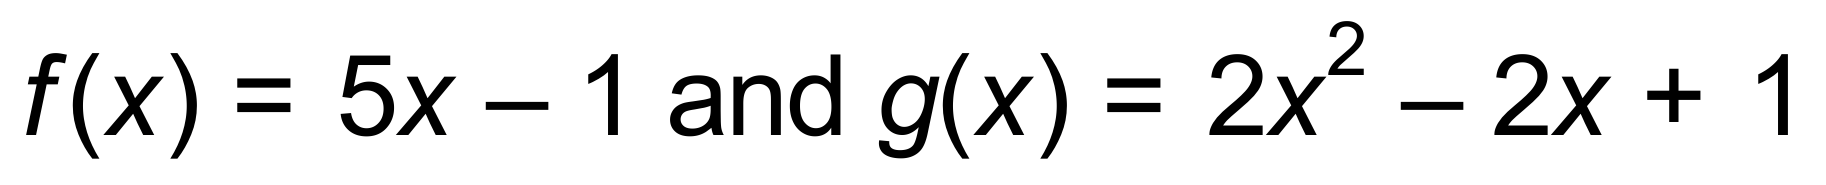 f(x) = 5x – 1 and g(x) = 2x² – 2x + 1